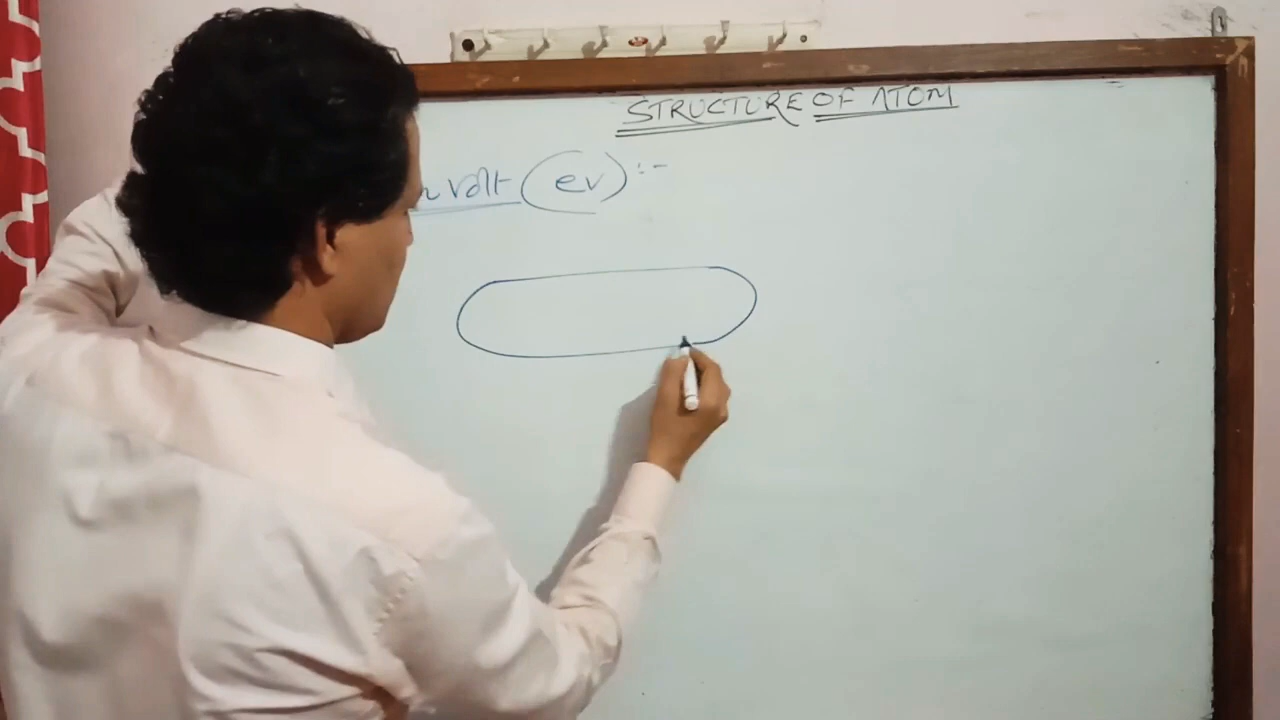 STRUCTURE OF ATOM
n volt (ev) :-